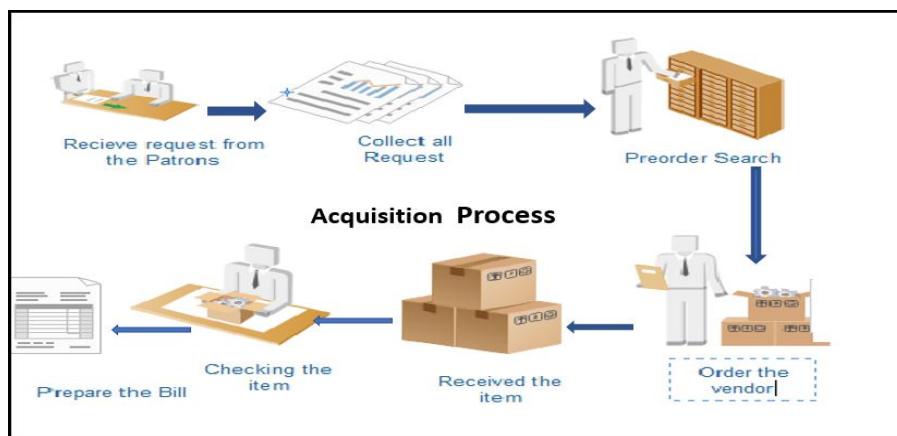 Recieve request from
the Patrons
Collect all
Request
Preorder Search
Acquisition Process
Prepare the Bill
Checking the
item
Received the
item
Order the
vendor